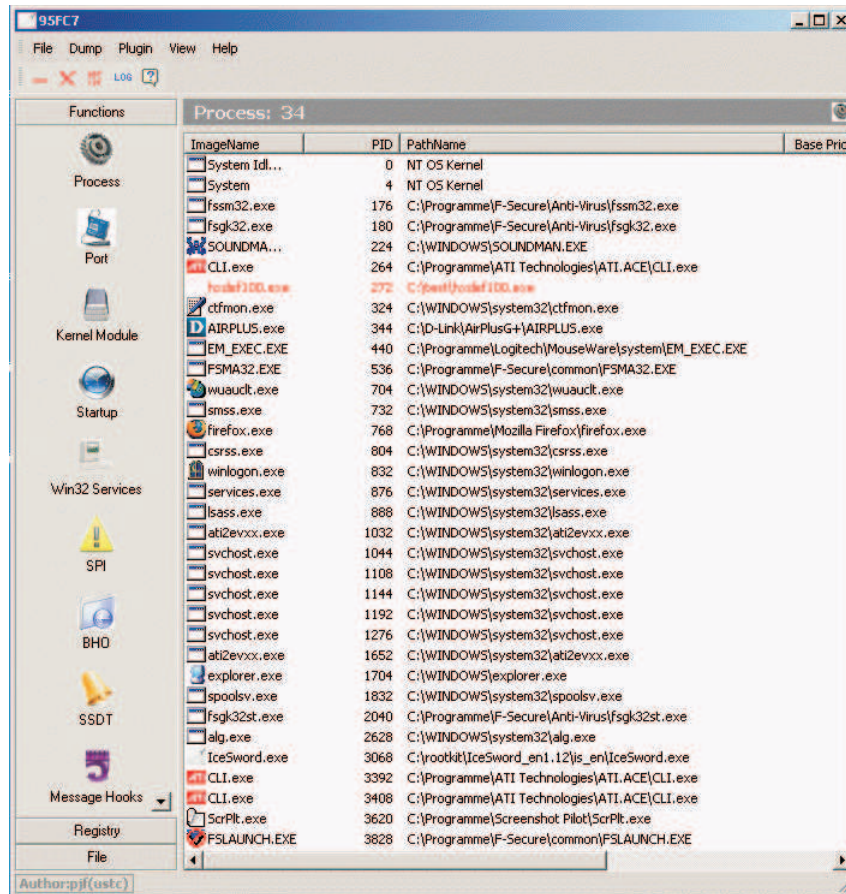 95FC7
File Dump Plugin View Help
LOG
Functions
Process
Port
Kernel Module
Startup
Win32 Services
SPI
BHO
SSDT
Message Hooks
Registry
File
Process: 34
ImageName PID PathName Base Pric
System Idl... 0 NT OS Kernel
System 4 NT OS Kernel
fssm32.exe 176 C:\Programme\F-Secure\Anti-Virus\fssm32.exe
fsgk32.exe 180 C:\Programme\F-Secure\Anti-Virus\fsgk32.exe
SOUNDMA... 224 C:\WINDOWS\SOUNDMAN.EXE
CLI.exe 264 C:\Programme\ATI Technologies\ATI.ACE\CLI.exe
272
ctfmon.exe 324 C:\WINDOWS\system32\ctfmon.exe
AIRPLUS.exe 344 C:\D-Link\AirPlusG+\AIRPLUS.exe
EM_EXEC.EXE 440 C:\Programme\Logitech\MouseWare\system\EM_EXEC.EXE
FSMA32.EXE 536 C:\Programme\F-Secure\common\FSMA32.EXE
wuauclt.exe 704 C:\WINDOWS\system32\wuauclt.exe
smss.exe 732 C:\WINDOWS\system32\smss.exe
firefox.exe 768 C:\Programme\Mozilla Firefox\firefox.exe
csrss.exe 804 C:\WINDOWS\system32\csrss.exe
winlogon.exe 832 C:\WINDOWS\system32\winlogon.exe
services.exe 876 C:\WINDOWS\system32\services.exe
lsass.exe 888 C:\WINDOWS\system32\lsass.exe
ati2evxx.exe 1032 C:\WINDOWS\system32\ati2evxx.exe
svchost.exe 1044 C:\WINDOWS\system32\svchost.exe
svchost.exe 1108 C:\WINDOWS\system32\svchost.exe
svchost.exe 1144 C:\WINDOWS\system32\svchost.exe
svchost.exe 1192 C:\WINDOWS\system32\svchost.exe
svchost.exe 1276 C:\WINDOWS\system32\svchost.exe
ati2evxx.exe 1652 C:\WINDOWS\system32\ati2evxx.exe
explorer.exe 1704 C:\WINDOWS\explorer.exe
spoolsv.exe 1832 C:\WINDOWS\system32\spoolsv.exe
fsgk32st.exe 2040 C:\Programme\F-Secure\Anti-Virus\fsgk32st.exe
alg.exe 2628 C:\WINDOWS\system32\alg.exe
IceSword.exe 3068 C:\rootkit\IceSword_en1.12\is_en\IceSword.exe
CLI.exe 3392 C:\Programme\ATI Technologies\ATI.ACE\CLI.exe
CLI.exe 3408 C:\Programme\ATI Technologies\ATI.ACE\CLI.exe
ScrPlt.exe 3620 C:\Programme\Screenshot Pilot\ScrPlt.exe
FSLAUNCH.EXE 3828 C:\Programme\F-Secure\common\FSLAUNCH.EXE
Author:pjf(ustc)